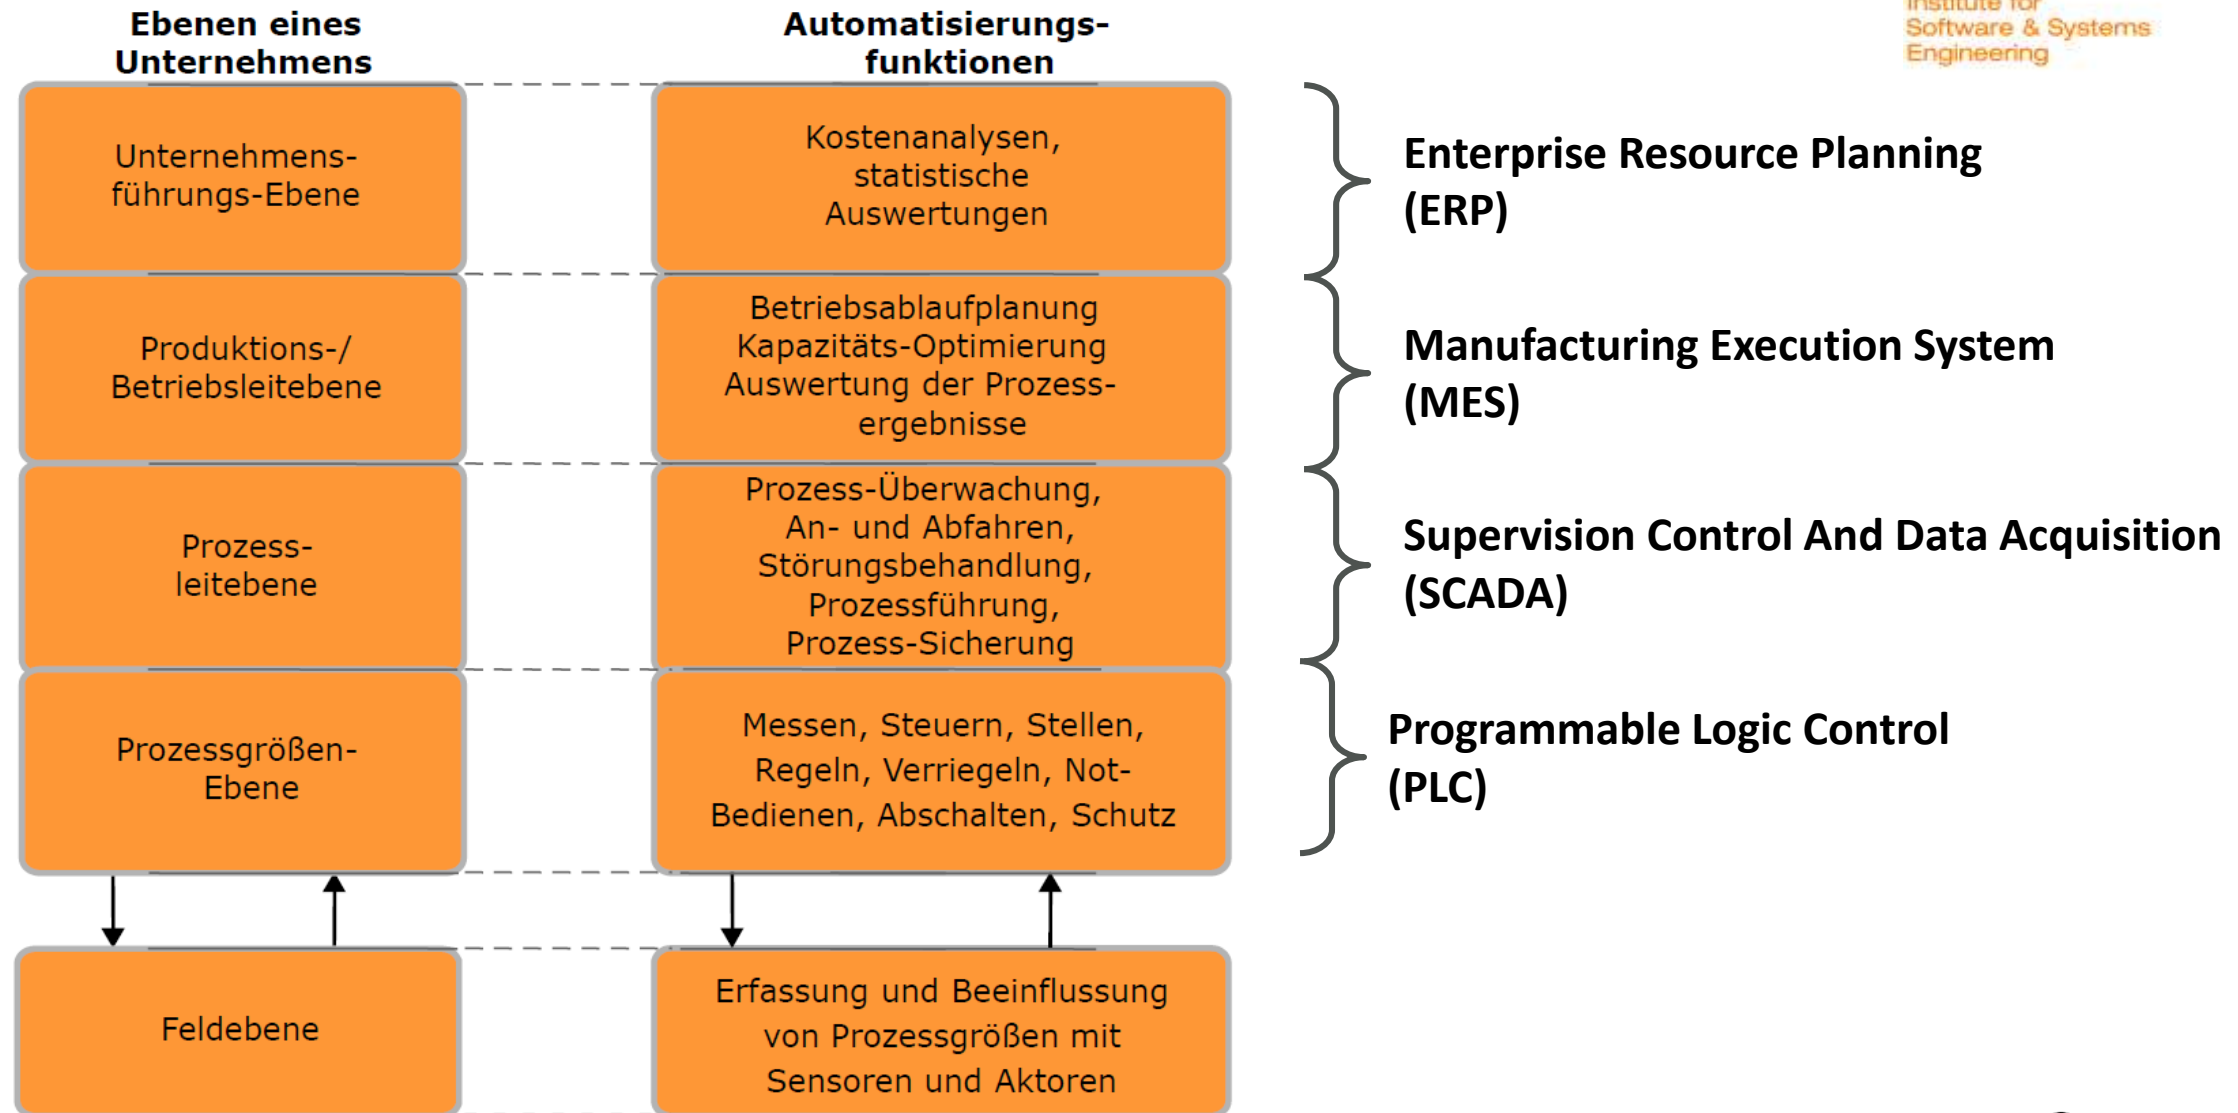 Ebenen eines
Unternehmens
Automatisierungs-
funktionen
Institute for
Software & Systems
Engineering
Unternehmens-
führungs-Ebene
Kostenanalysen,
statistische
Auswertungen
Enterprise Resource Planning
(ERP)
Produktions-/
Betriebsleitebene
Betriebsablaufplanung
Kapazitäts-Optimierung
Auswertung der Prozess-
ergebnisse
Manufacturing Execution System
(MES)
Prozess-
leitebene
Prozess-Überwachung,
An- und Abfahren,
Störungsbehandlung,
Prozessführung,
Prozess-Sicherung
Supervision Control And Data Acquisition
(SCADA)
Prozessgrößen-
Ebene
Messen, Steuern, Stellen,
Regeln, Verriegeln, Not-
Bedienen, Abschalten, Schutz
Programmable Logic Control
(PLC)
Feldebene
Erfassung und Beeinflussung
von Prozessgrößen mit
Sensoren und Aktoren